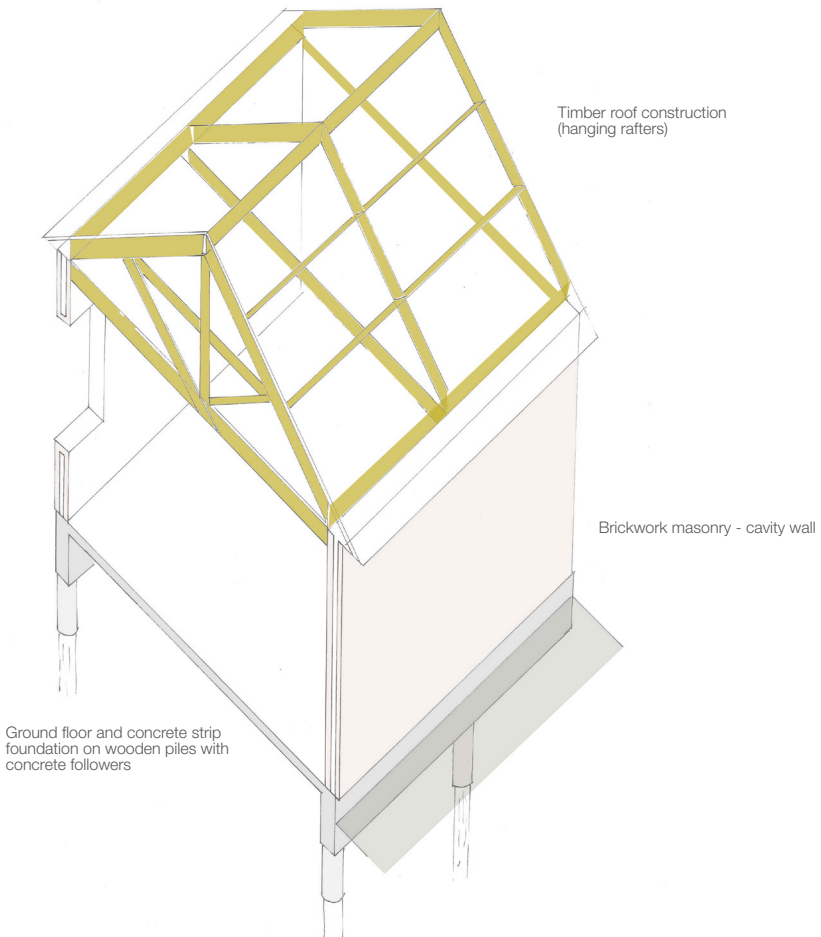 Timber roof construction
(hanging rafters)
Brickwork masonry - cavity wall
Ground floor and concrete strip
foundation on wooden piles with
concrete followers